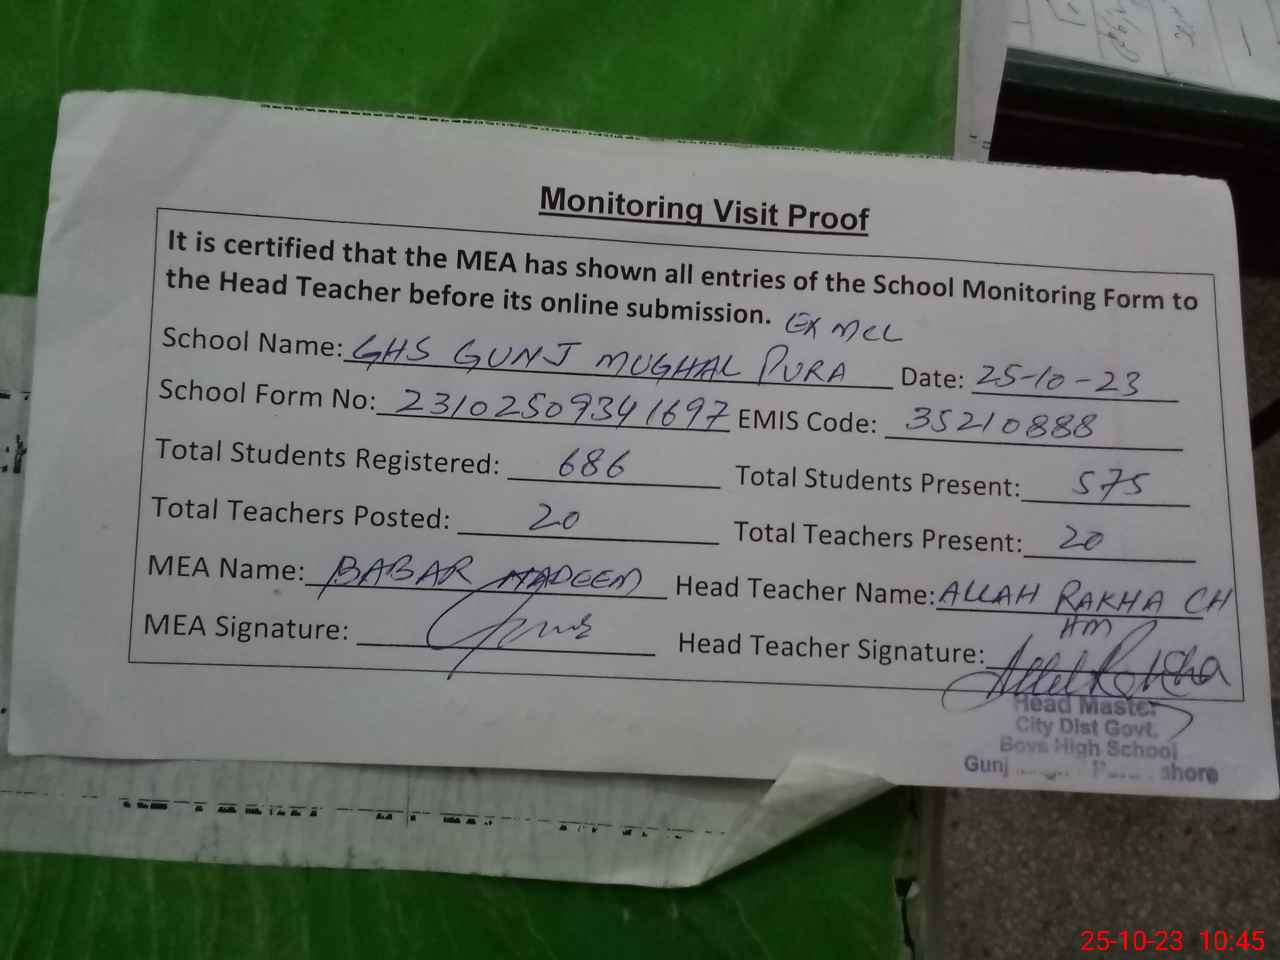 Monitoring Visit Proof
It is certified that the MEA has shown all entries of the School Monitoring Form to
the Head Teacher before its online submission.
EX MCL
School Name: GHS GUNJ MUGHAL PURA Date: 25-10-23
School Form No: 23102509341697 EMIS Code: 35210888
Total Students Registered: 686 Total Students Present: 575
Total Teachers Posted: 20 Total Teachers Present: 20
MEA Name: BABAR NADEEM Head Teacher Name: ALLAH RAKHA CH
HM
MEA Signature: Head Teacher Signature: Allah Rakha
Head Master
City Dist Govt.
Boys High School
Gunj
25-10-23 10:45